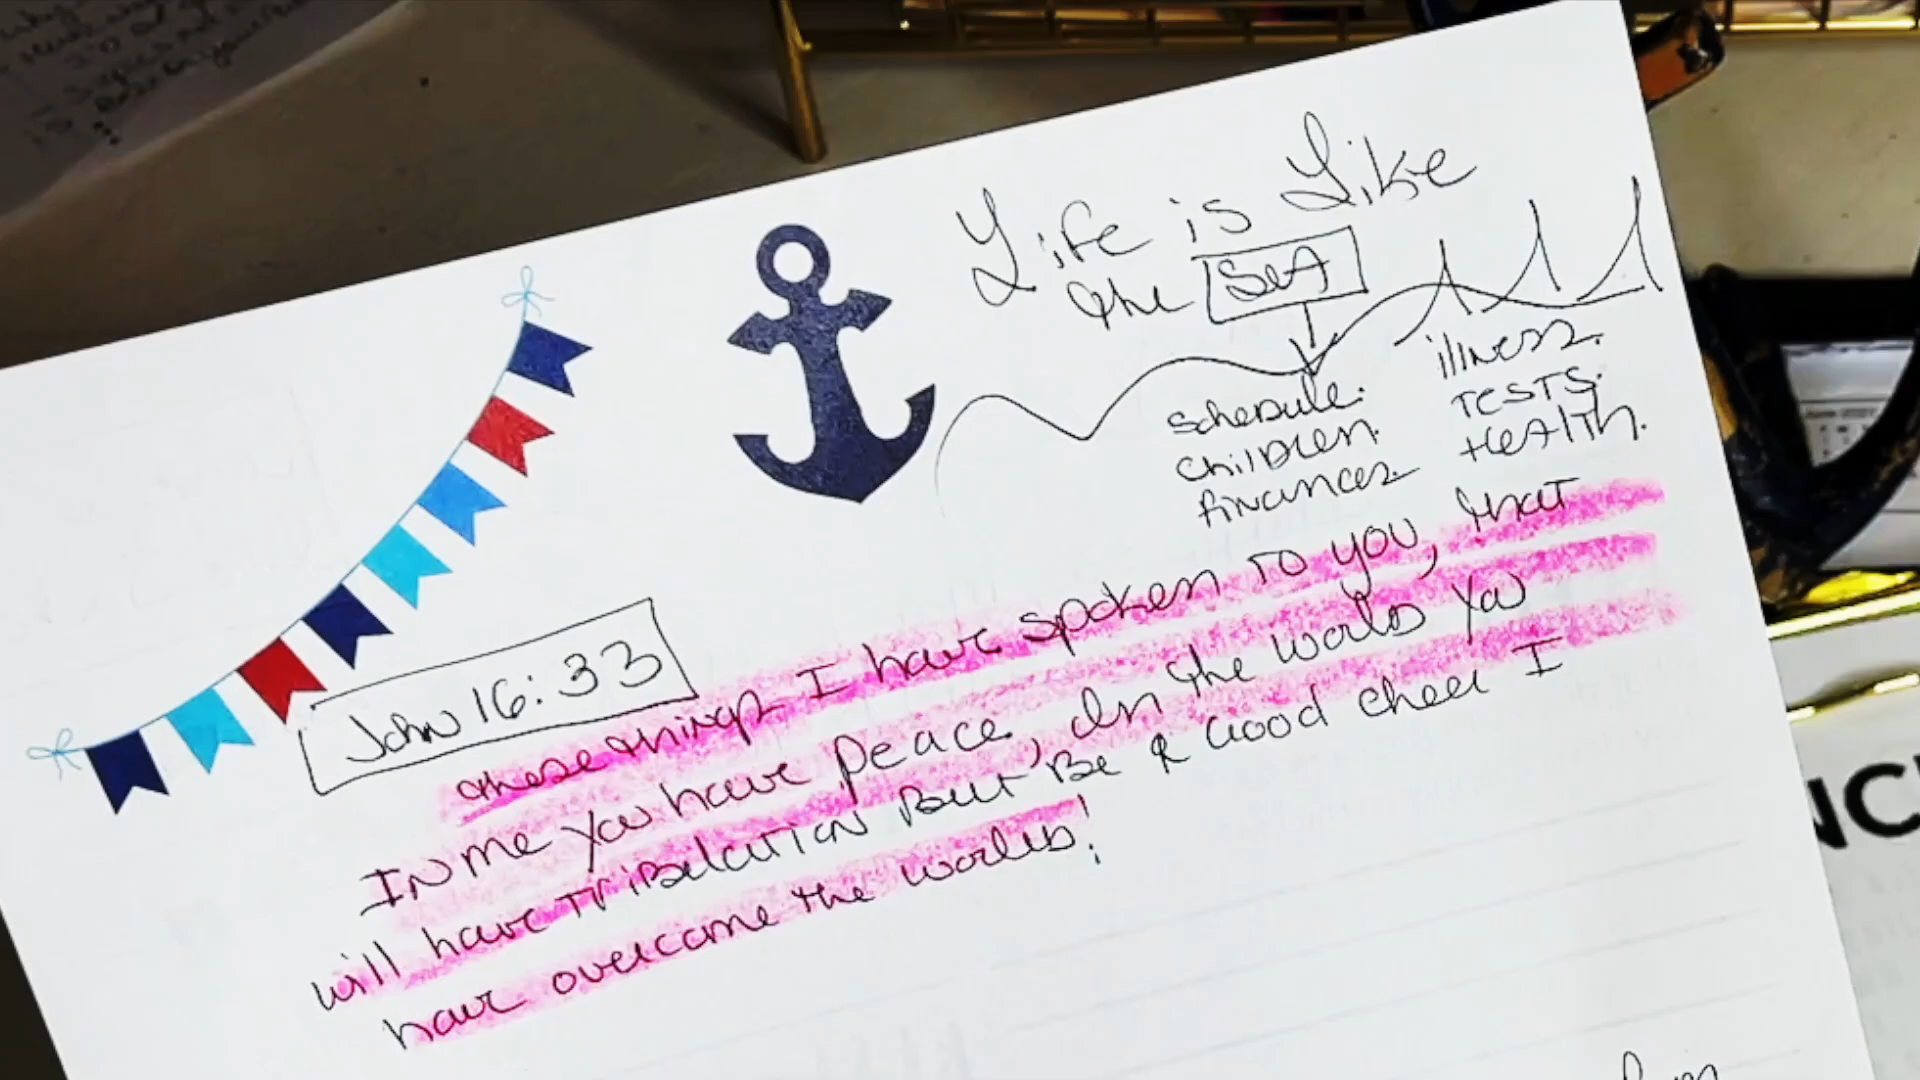 Life is Like
the SeA
schedule.
children.
finances.
illness.
TESTS.
HeAlth.
John 16:33
these things I have spoken to you, that
In me you have peace, In the world you
will have tribulation But Be & Good cheer I
have overcome the world!
NC